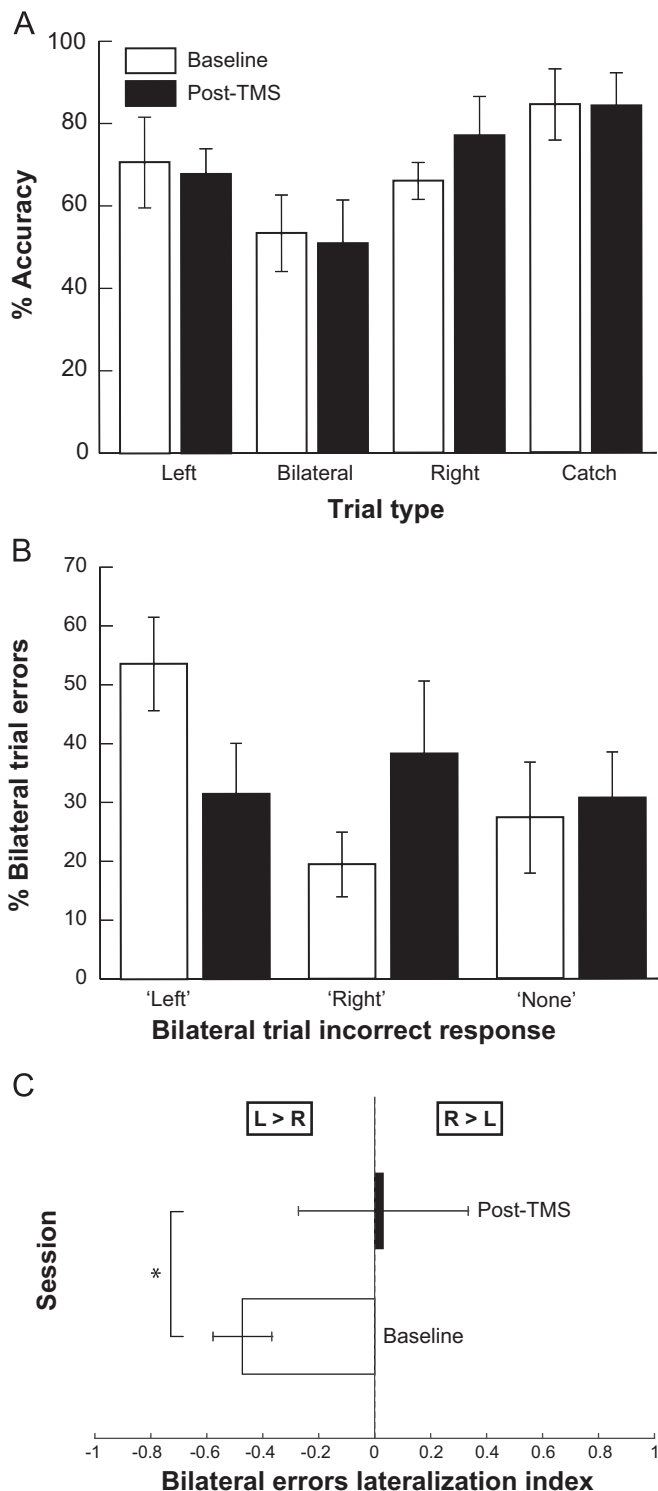 A
100
80
60
40
20
0
% Accuracy
Baseline
Post-TMS
Left Bilateral Right Catch
Trial type
B
70
60
50
40
30
20
10
0
% Bilateral trial errors
‘Left’ ‘Right’ ‘None’
Bilateral trial incorrect response
C
L > R R > L
Session
*
Post-TMS
Baseline
-1 -0.8 -0.6 -0.4 -0.2 0 0.2 0.4 0.6 0.8 1
Bilateral errors lateralization index